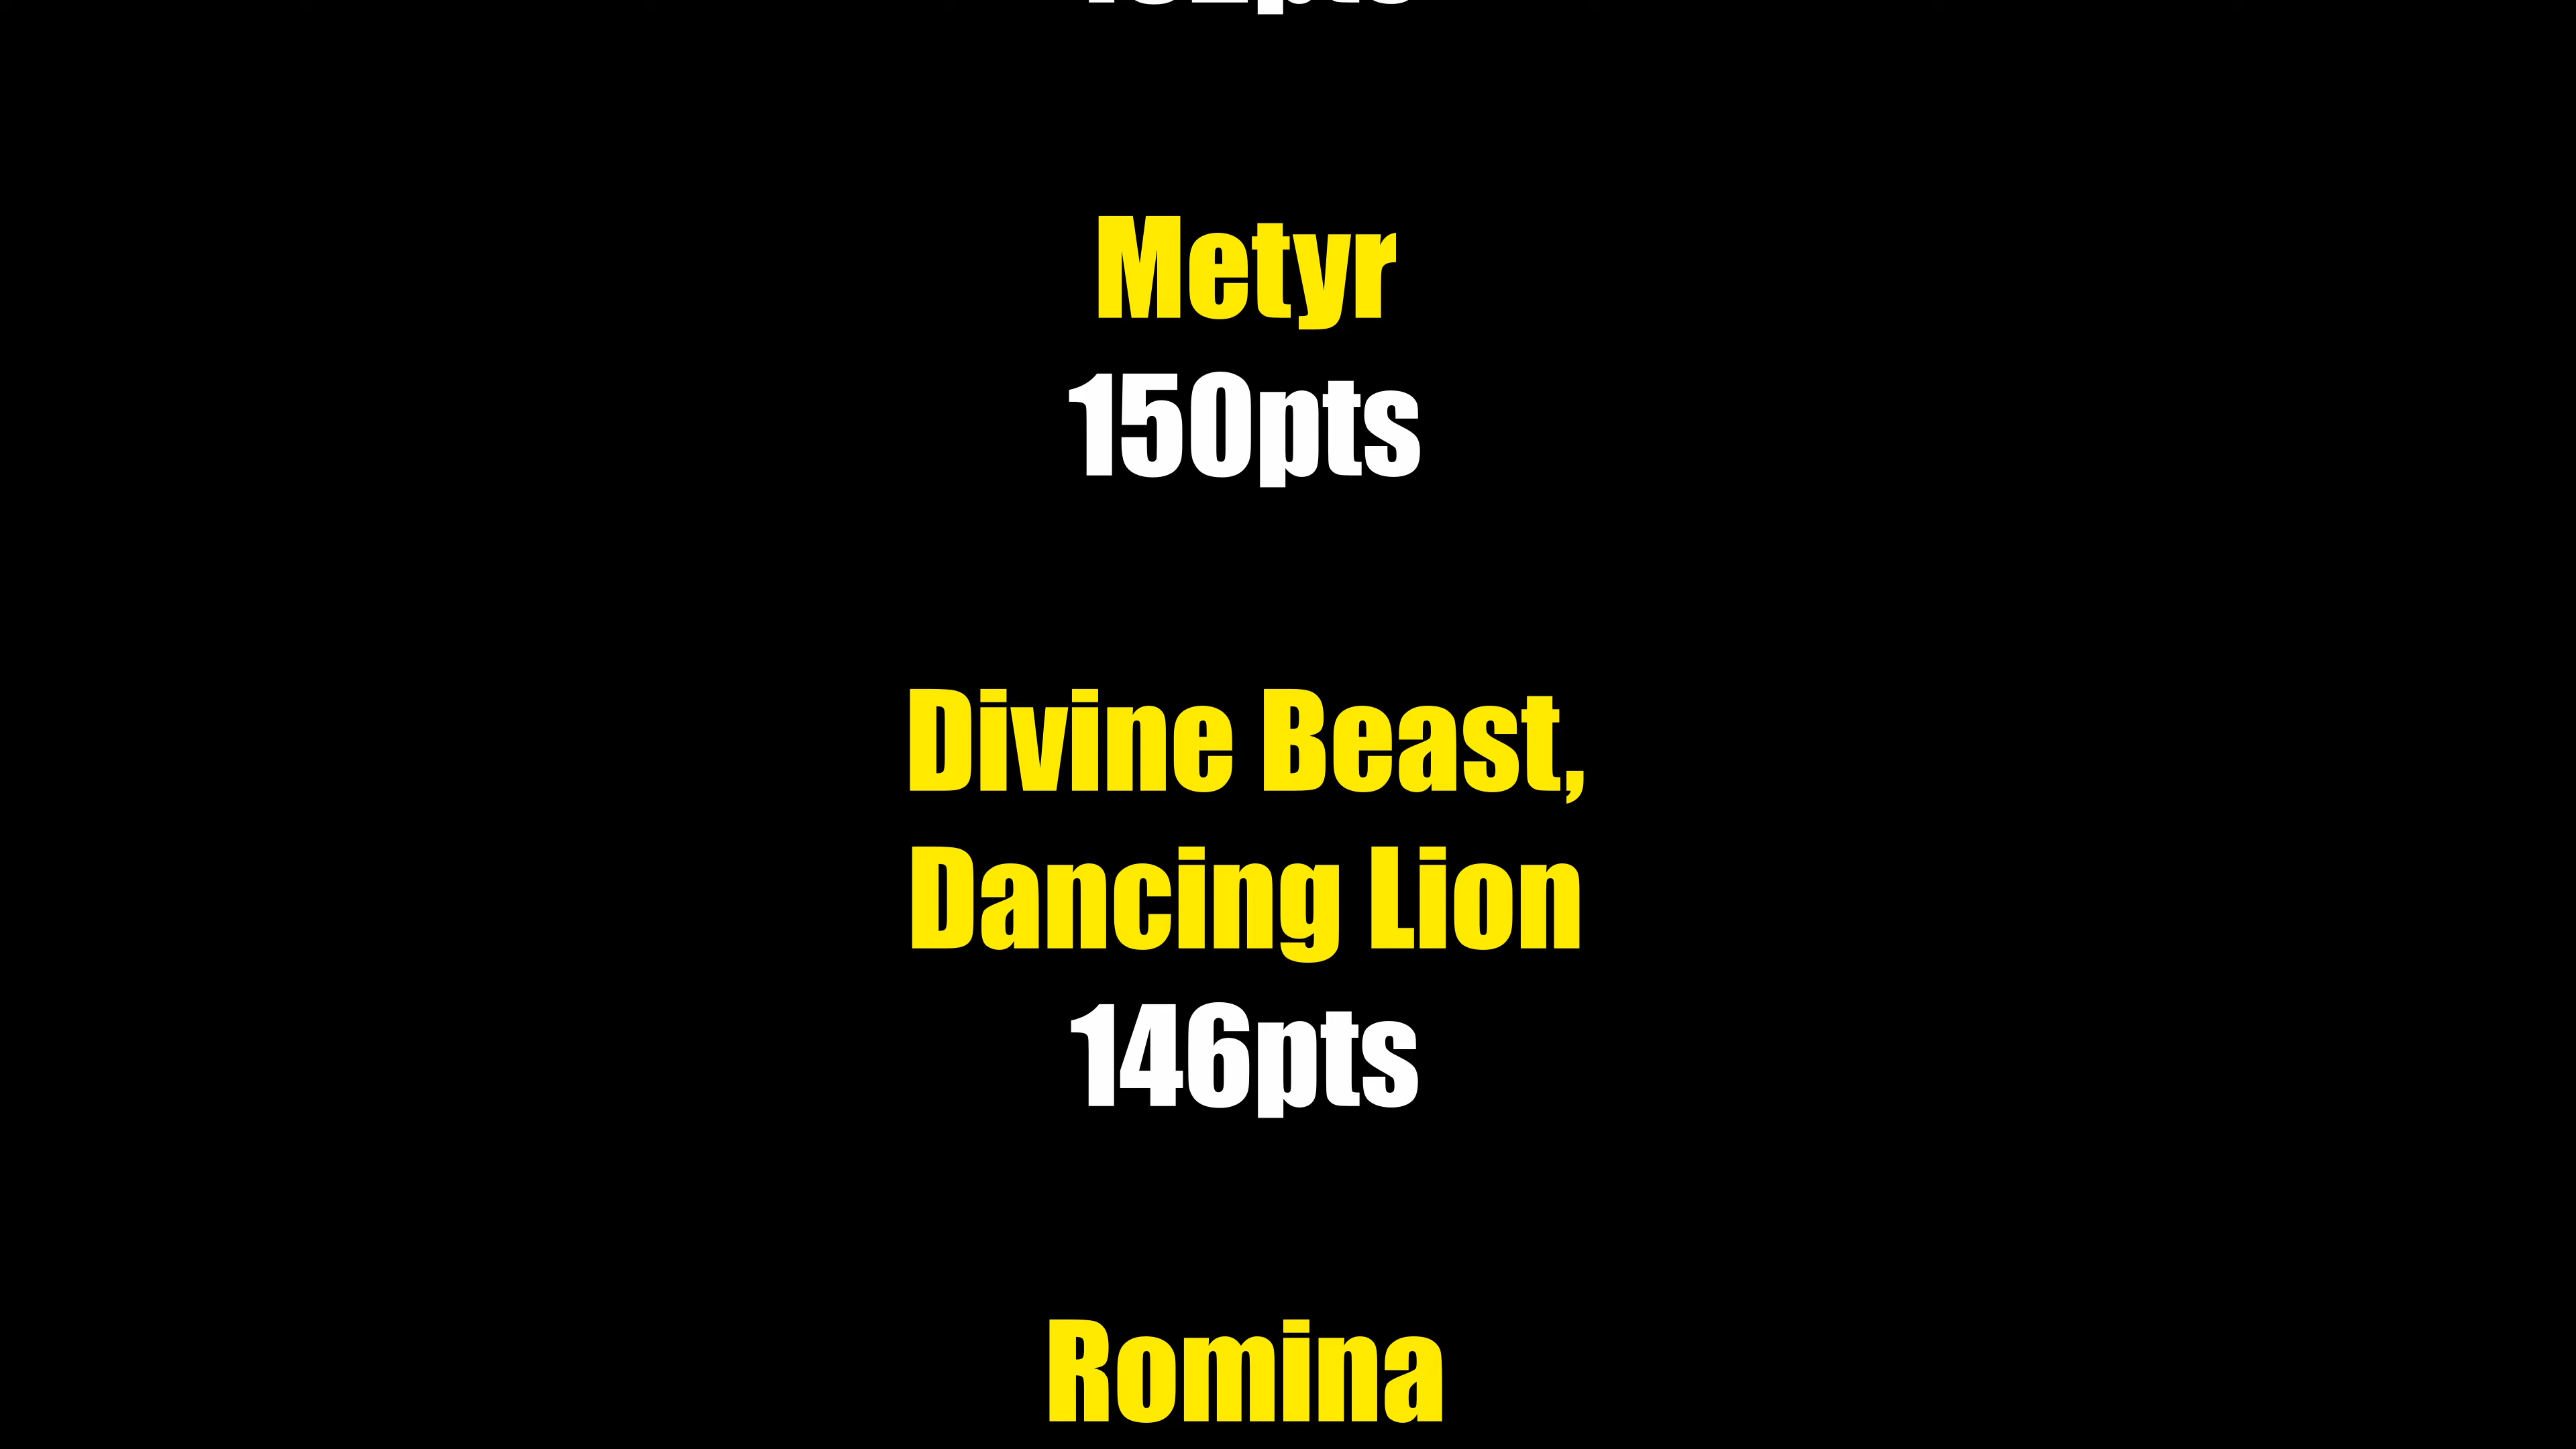 Metyr
150pts
Divine Beast,
Dancing Lion
146pts
Romina